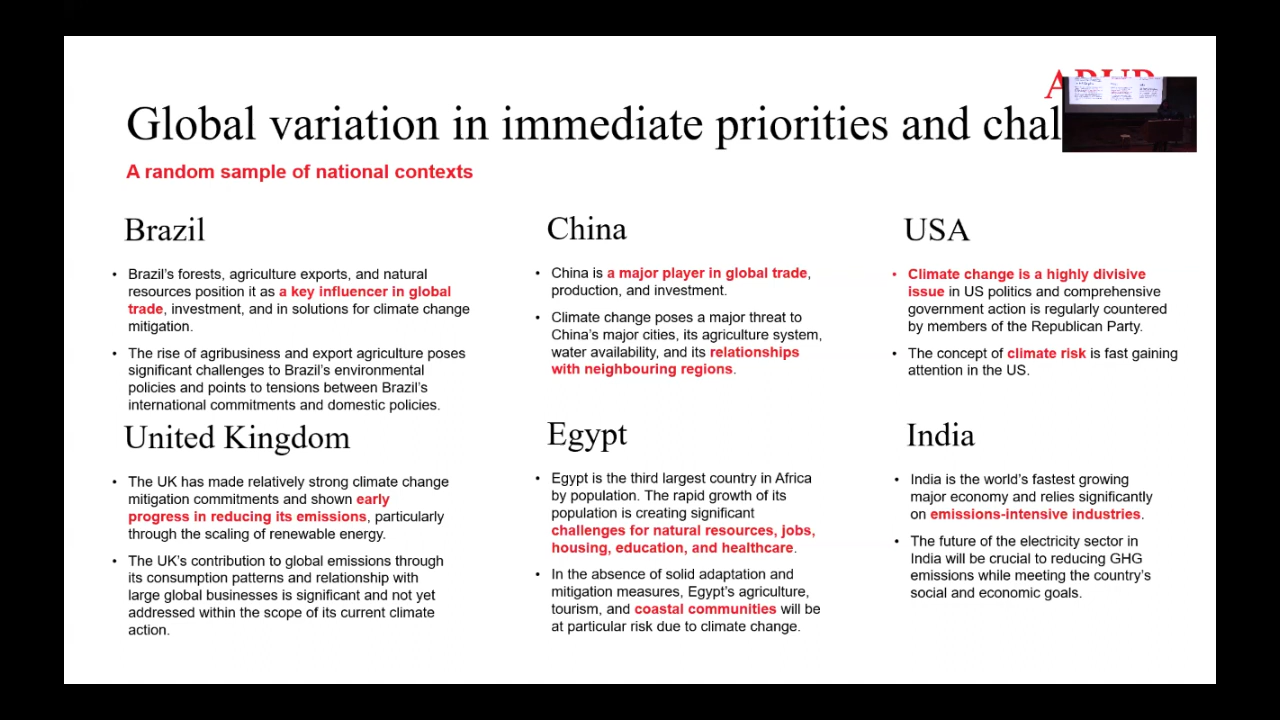 Global variation in immediate priorities and
A random sample of national contexts
Brazil
• Brazil's forests, agriculture exports, and natural
resources position it as a key influencer in global
trade, investment, and in solutions for climate change
mitigation.
• The rise of agribusiness and export agriculture poses
significant challenges to Brazil's environmental
policies and points to tensions between Brazil's
international commitments and domestic policies.
China
• China is a major player in global trade,
production, and investment.
• Climate change poses a major threat to
China's major cities, its agriculture system,
water availability, and its relationships
with neighbouring regions.
USA
• Climate change is a highly divisive
issue in US politics and comprehensive
government action is regularly countered
by members of the Republican Party.
• The concept of climate risk is fast gaining
attention in the US.
United Kingdom
• The UK has made relatively strong climate change
mitigation commitments and shown early
progress in reducing its emissions, particularly
through the scaling of renewable energy.
• The UK's contribution to global emissions through
its consumption patterns and relationship with
large global businesses is significant and not yet
addressed within the scope of its current climate
action.
Egypt
• Egypt is the third largest country in Africa
by population. The rapid growth of its
population is creating significant
challenges for natural resources, jobs,
housing, education, and healthcare.
• In the absence of solid adaptation and
mitigation measures, Egypt's agriculture,
tourism, and coastal communities will be
at particular risk due to climate change.
India
• India is the world's fastest growing
major economy and relies significantly
on emissions-intensive industries.
• The future of the electricity sector in
India will be crucial to reducing GHG
emissions while meeting the country's
social and economic goals.